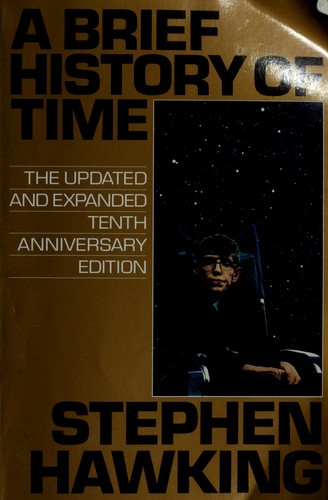 A BRIEF
HISTORY OF
TIME
THE UPDATED
AND EXPANDED
TENTH
ANNIVERSARY
EDITION
STEPHEN
HAWKING